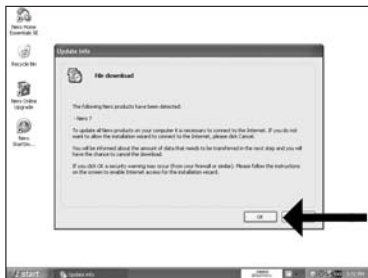 Nero Home
Essentials SE
Recycle Bin
Nero Online
Upgrade
Nero
StartSm...
Update Info
File download
The following Nero products have been detected:
- Nero 7
To update all Nero products on your computer it is necessary to connect to the Internet. If you do not
want to allow the installation wizard to connect to the Internet, please click Cancel.
You will be informed about the amount of data that needs to be transferred in the next step and you will
have the chance to cancel the download.
If you click OK a security warning may occur (from your firewall or similar). Please follow the instructions
on the screen to enable Internet access for the installation wizard.
OK
start
Update Info